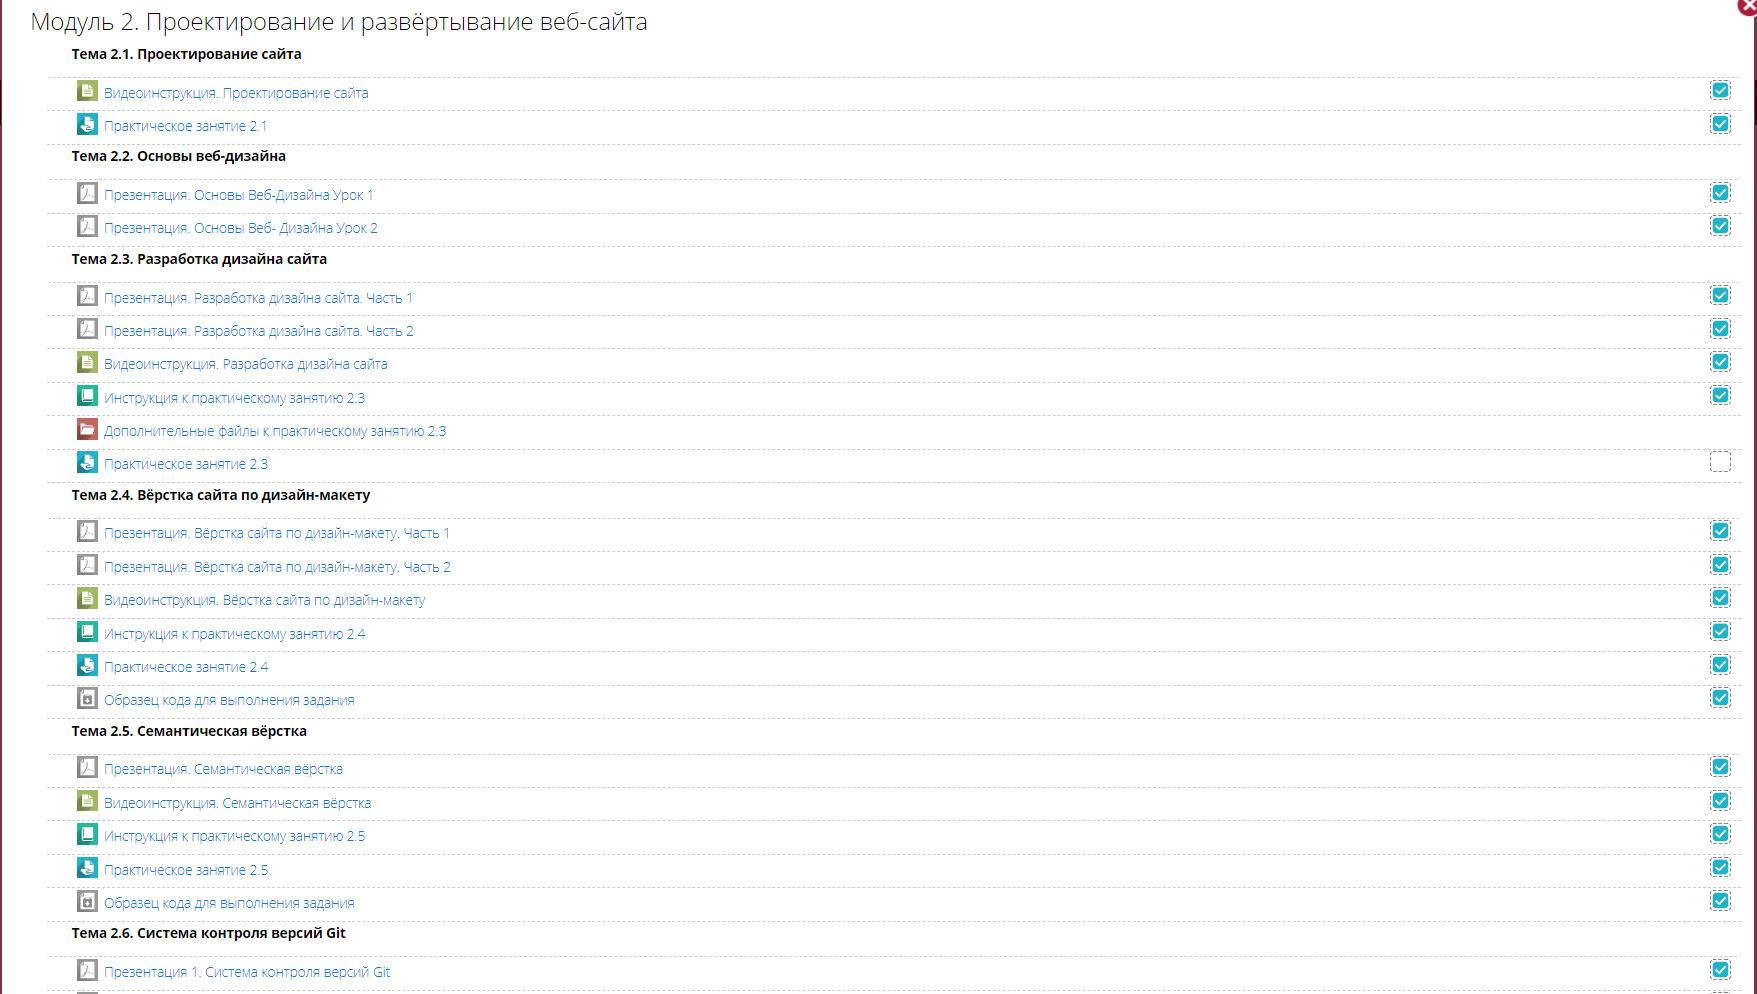 Модуль 2. Проектирование и развёртывание веб-сайта
Тема 2.1. Проектирование сайта
Видеоинструкция. Проектирование сайта
Практическое занятие 2.1
Тема 2.2. Основы веб-дизайна
Презентация. Основы Веб-Дизайна Урок 1
Презентация. Основы Веб- Дизайна Урок 2
Тема 2.3. Разработка дизайна сайта
Презентация. Разработка дизайна сайта. Часть 1
Презентация. Разработка дизайна сайта. Часть 2
Видеоинструкция. Разработка дизайна сайта
Инструкция к практическому занятию 2.3
Дополнительные файлы к практическому занятию 2.3
Практическое занятие 2.3
Тема 2.4. Вёрстка сайта по дизайн-макету
Презентация. Вёрстка сайта по дизайн-макету. Часть 1
Презентация. Вёрстка сайта по дизайн-макету. Часть 2
Видеоинструкция. Вёрстка сайта по дизайн-макету
Инструкция к практическому занятию 2.4
Практическое занятие 2.4
Образец кода для выполнения задания
Тема 2.5. Семантическая вёрстка
Презентация. Семантическая вёрстка
Видеоинструкция. Семантическая вёрстка
Инструкция к практическому занятию 2.5
Практическое занятие 2.5
Образец кода для выполнения задания
Тема 2.6. Система контроля версий Git
Презентация 1. Система контроля версий Git